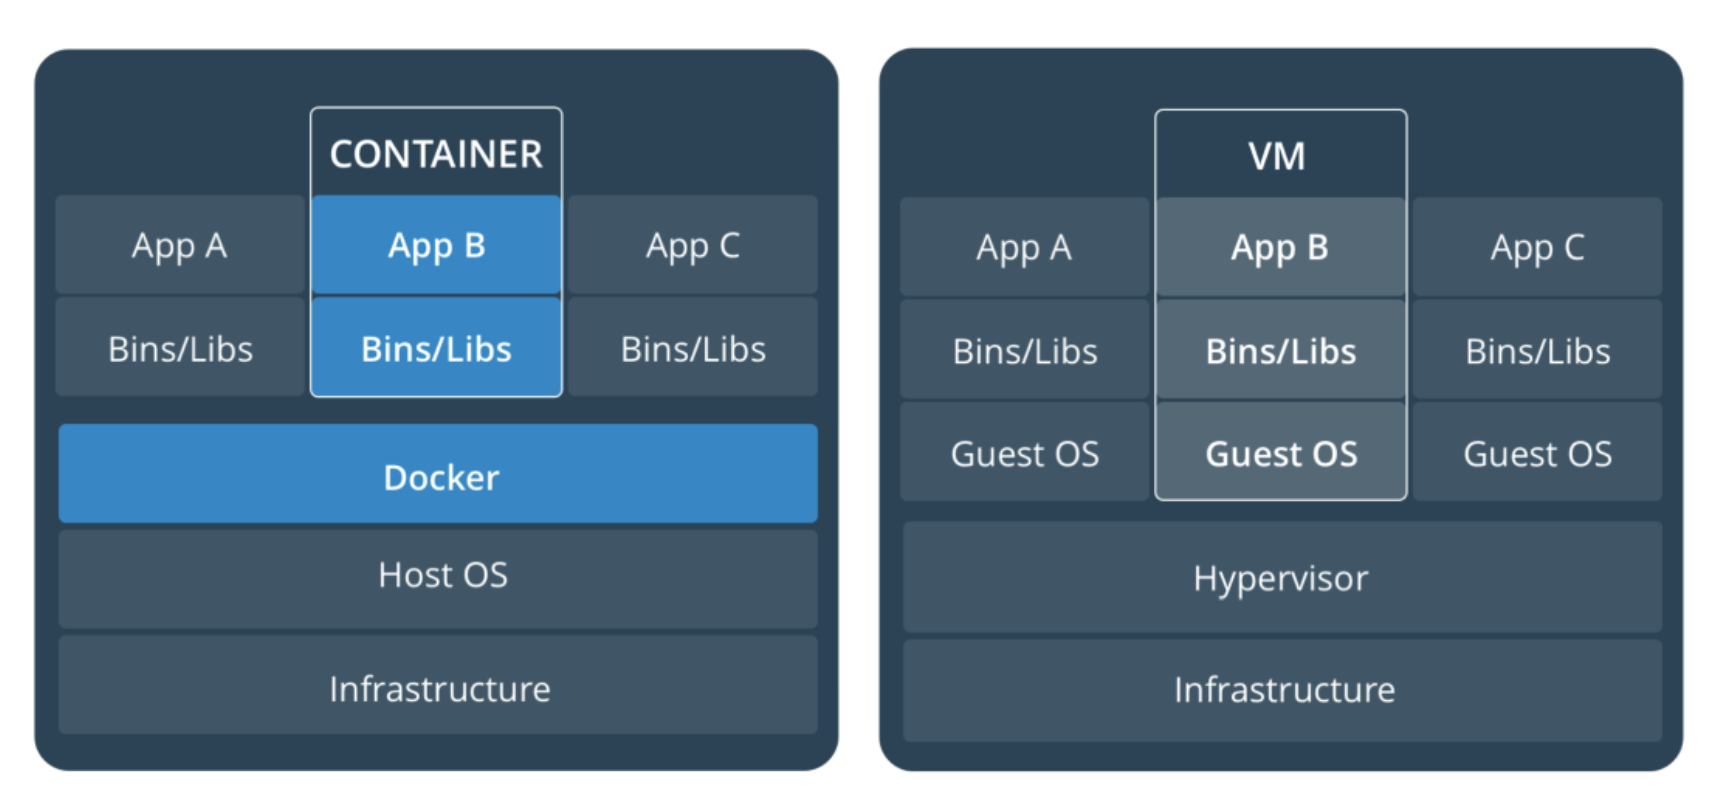 CONTAINER
App A
App B
App C
Bins/Libs
Bins/Libs
Bins/Libs
Docker
Host OS
Infrastructure
VM
App A
App B
App C
Bins/Libs
Bins/Libs
Bins/Libs
Guest OS
Guest OS
Guest OS
Hypervisor
Infrastructure